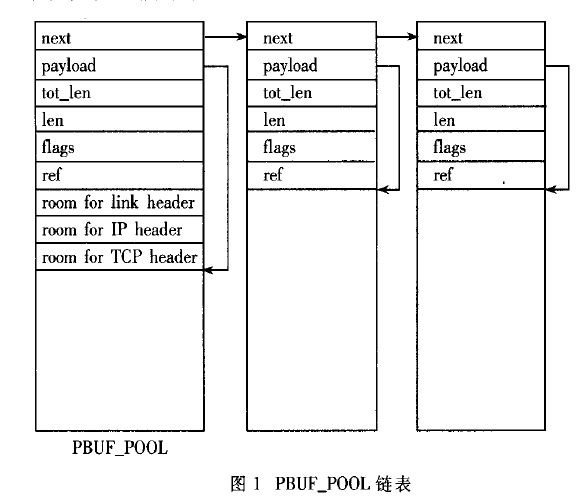 next next next
payload payload payload
tot_len tot_len tot_len
len len len
flags flags flags
ref ref ref
room for link header
room for IP header
room for TCP header
PBUF_POOL
图 1 PBUF_POOL 链表